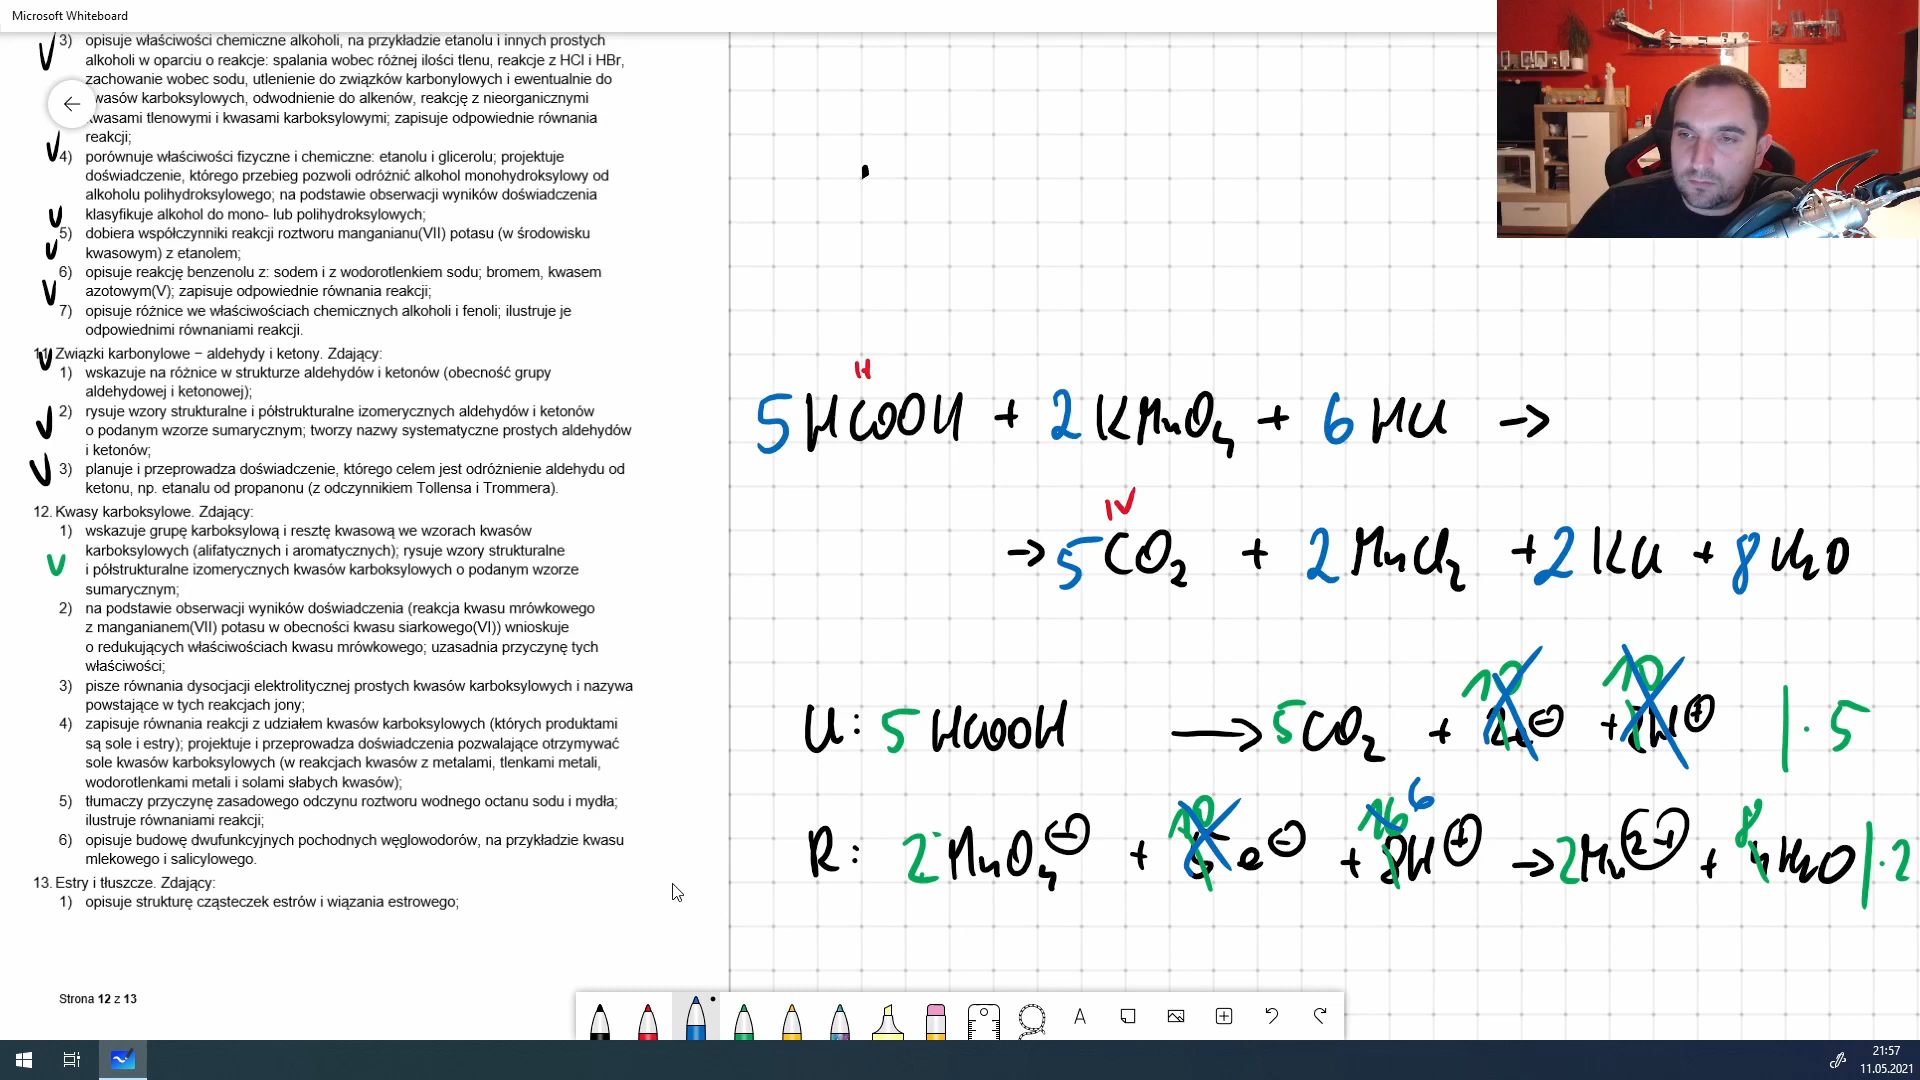 Microsoft Whiteboard
3) opisuje właściwości chemiczne alkoholi, na przykładzie etanolu i innych prostych
alkoholi w oparciu o reakcje: spalania wobec różnej ilości tlenu, reakcje z HCl i HBr,
zachowanie wobec sodu, utlenienie do związków karbonylowych i ewentualnie do
wasów karboksylowych, odwodnienie do alkenów, reakcję z nieorganicznymi
kwasami tlenowymi i kwasami karboksylowymi; zapisuje odpowiednie równania
reakcji;
4) porównuje właściwości fizyczne i chemiczne: etanolu i glicerolu; projektuje
doświadczenie, którego przebieg pozwoli odróżnić alkohol monohydroksylowy od
alkoholu polihydroksylowego; na podstawie obserwacji wyników doświadczenia
klasyfikuje alkohol do mono- lub polihydroksylowych;
5) dobiera współczynniki reakcji roztworu manganianu(VII) potasu (w środowisku
kwasowym) z etanolem;
6) opisuje reakcję benzenolu z: sodem i z wodorotlenkiem sodu; bromem, kwasem
azotowym(V); zapisuje odpowiednie równania reakcji;
7) opisuje różnice we właściwościach chemicznych alkoholi i fenoli; ilustruje je
odpowiednimi równaniami reakcji.
11. Związki karbonylowe − aldehydy i ketony. Zdający:
1) wskazuje na różnice w strukturze aldehydów i ketonów (obecność grupy
aldehydowej i ketonowej);
2) rysuje wzory strukturalne i półstrukturalne izomerycznych aldehydów i ketonów
o podanym wzorze sumarycznym; tworzy nazwy systematyczne prostych aldehydów
i ketonów;
3) planuje i przeprowadza doświadczenie, którego celem jest odróżnienie aldehydu od
ketonu, np. etanalu od propanonu (z odczynnikiem Tollensa i Trommera).
12. Kwasy karboksylowe. Zdający:
1) wskazuje grupę karboksylową i resztę kwasową we wzorach kwasów
karboksylowych (alifatycznych i aromatycznych); rysuje wzory strukturalne
i półstrukturalne izomerycznych kwasów karboksylowych o podanym wzorze
sumarycznym;
2) na podstawie obserwacji wyników doświadczenia (reakcja kwasu mrówkowego
z manganianem(VII) potasu w obecności kwasu siarkowego(VI)) wnioskuje
o redukujących właściwościach kwasu mrówkowego; uzasadnia przyczynę tych
właściwości;
3) pisze równania dysocjacji elektrolitycznej prostych kwasów karboksylowych i nazywa
powstające w tych reakcjach jony;
4) zapisuje równania reakcji z udziałem kwasów karboksylowych (których produktami
są sole i estry); projektuje i przeprowadza doświadczenia pozwalające otrzymywać
sole kwasów karboksylowych (w reakcjach kwasów z metalami, tlenkami metali,
wodorotlenkami metali i solami słabych kwasów);
5) tłumaczy przyczynę zasadowego odczynu roztworu wodnego octanu sodu i mydła;
ilustruje równaniami reakcji;
6) opisuje budowę dwufunkcyjnych pochodnych węglowodorów, na przykładzie kwasu
mlekowego i salicylowego.
13. Estry i tłuszcze. Zdający:
1) opisuje strukturę cząsteczek estrów i wiązania estrowego;
Strona 12 z 13
II
5 HCOOH + 2 KMnO₄ + 6 HCl →
IV
→ 5 CO₂ + 2 MnCl₂ + 2 KCl + 8 H₂O
10 10
U: 5 HCOOH → 5 CO₂ + 2e⊖ + 2H⊕ | · 5
10 16 6 8
R: 2 MnO₄⊖ + 5e⊖ + 8H⊕ → 2 Mn²⁺ + 4 H₂O | · 2
A
21:57
11.05.2021